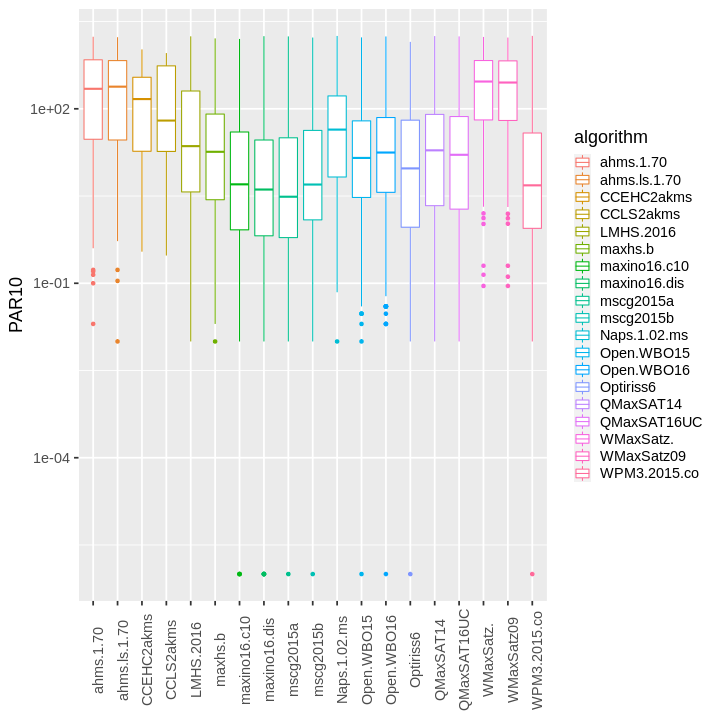 PAR10
1e+02
1e-01
1e-04
ahms.1.70
ahms.ls.1.70
CCEHC2akms
CCLS2akms
LMHS.2016
maxhs.b
maxino16.c10
maxino16.dis
mscg2015a
mscg2015b
Naps.1.02.ms
Open.WBO15
Open.WBO16
Optiriss6
QMaxSAT14
QMaxSAT16UC
WMaxSatz.
WMaxSatz09
WPM3.2015.co
algorithm
ahms.1.70
ahms.ls.1.70
CCEHC2akms
CCLS2akms
LMHS.2016
maxhs.b
maxino16.c10
maxino16.dis
mscg2015a
mscg2015b
Naps.1.02.ms
Open.WBO15
Open.WBO16
Optiriss6
QMaxSAT14
QMaxSAT16UC
WMaxSatz.
WMaxSatz09
WPM3.2015.co